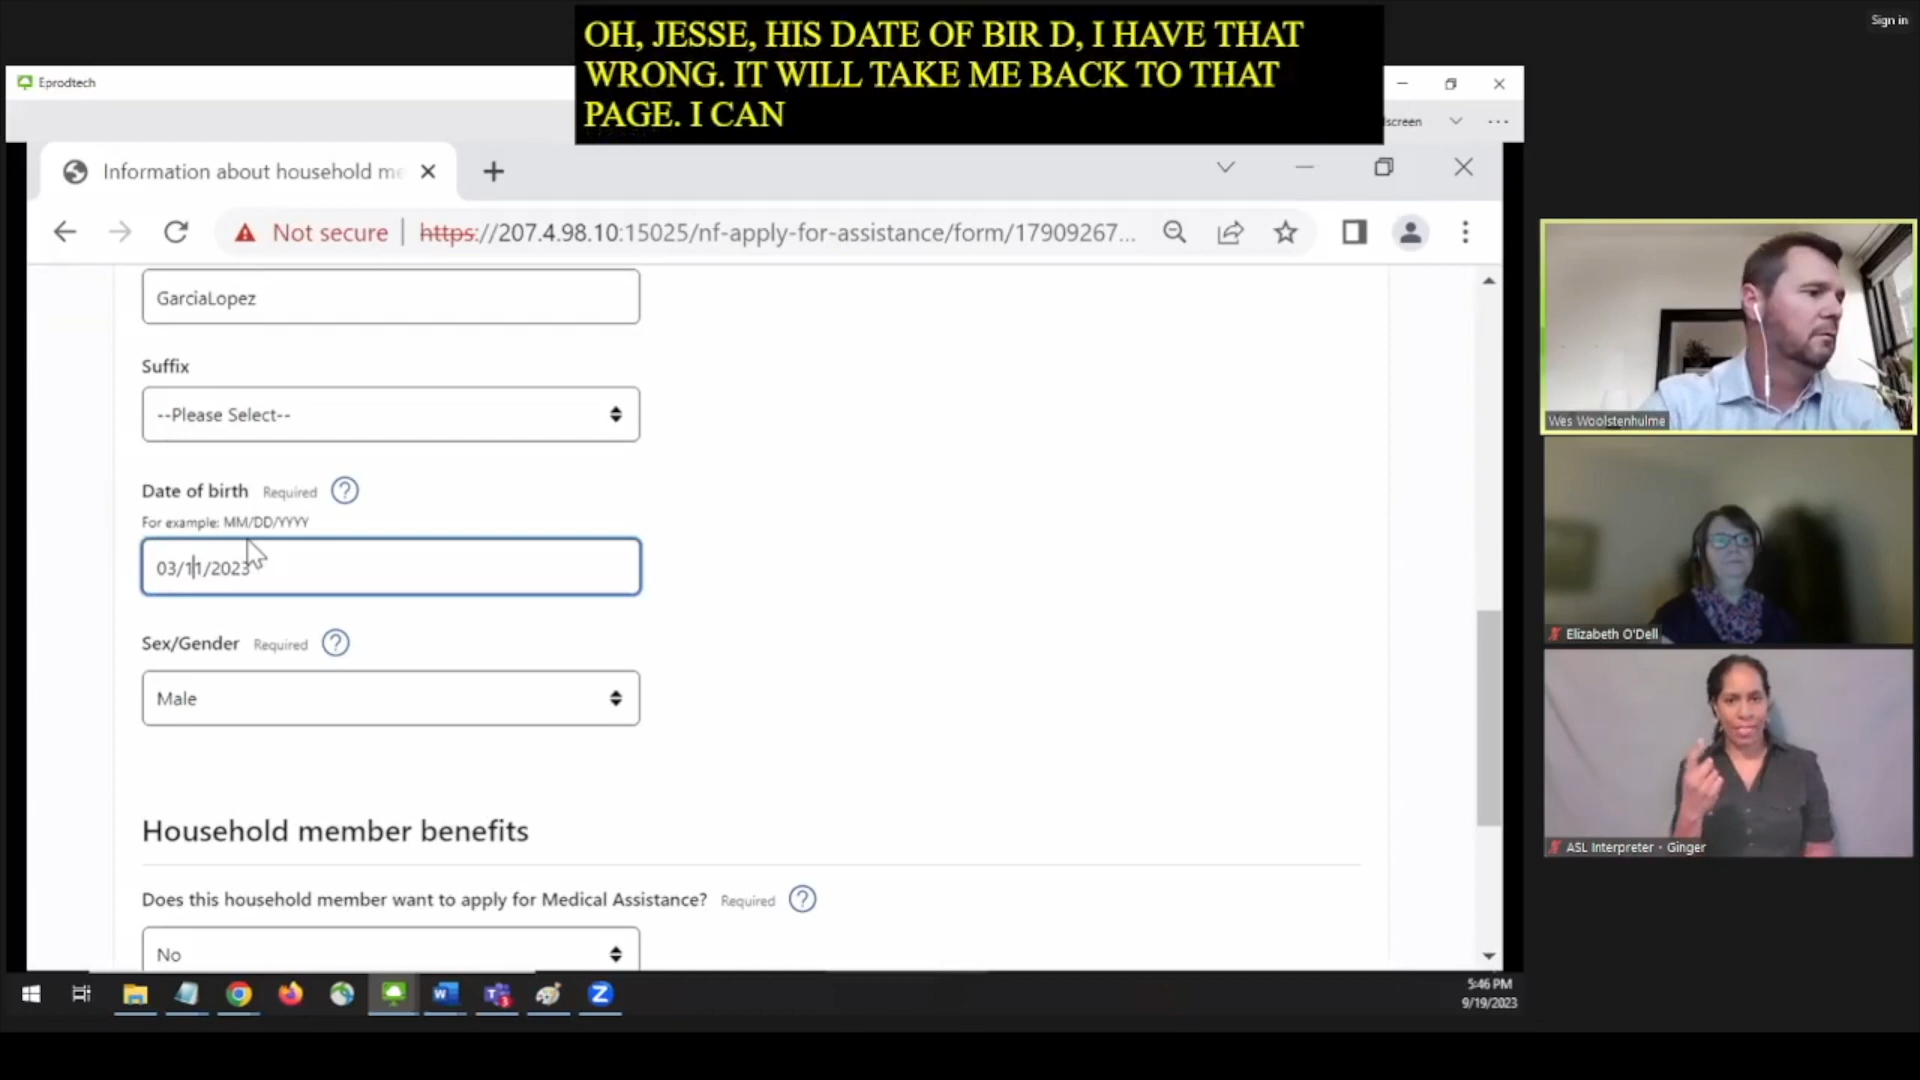 OH, JESSE, HIS DATE OF BIR D, I HAVE THAT
WRONG. IT WILL TAKE ME BACK TO THAT
PAGE. I CAN
Sign in
Eprodtech
lscreen
Information about household me
Not secure
https://207.4.98.10:15025/nf-apply-for-assistance/form/17909267...
GarciaLopez
Suffix
--Please Select--
Date of birth Required ?
For example: MM/DD/YYYY
03/11/2023
Sex/Gender Required ?
Male
Household member benefits
Does this household member want to apply for Medical Assistance? Required ?
No
5:46 PM
9/19/2023
Wes Woolstenhulme
Elizabeth O'Dell
ASL Interpreter - Ginger